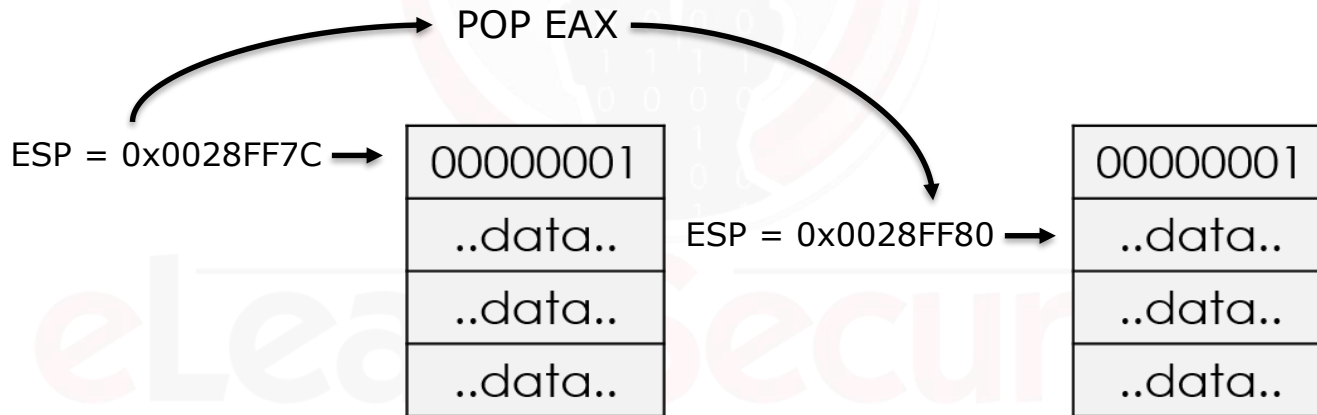 POP EAX
ESP = 0x0028FF7C
00000001
..data..
..data..
..data..
ESP = 0x0028FF80
00000001
..data..
..data..
..data..